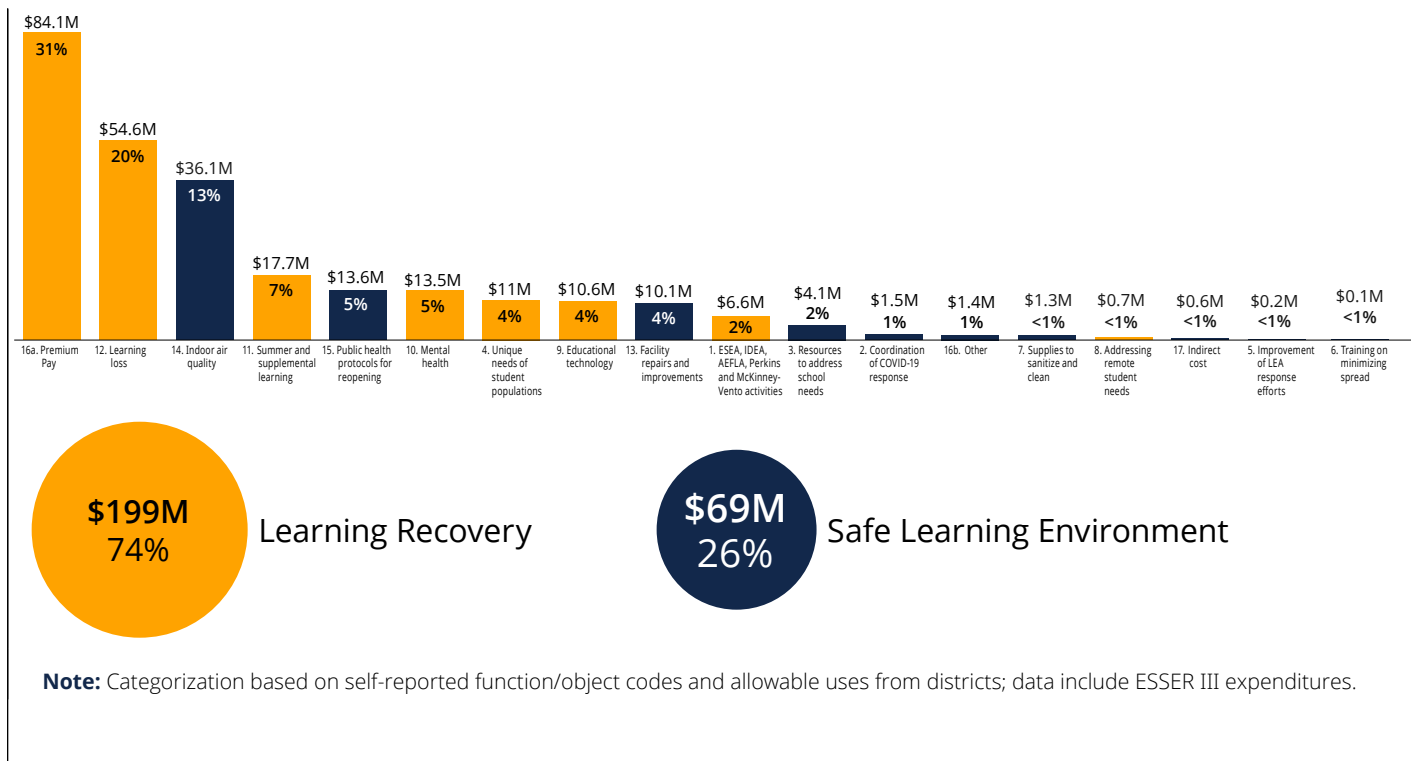 $84.1M
31%
$54.6M
20%
$36.1M
13%
$17.7M
7%
$13.6M
5%
$13.5M
5%
$11M
4%
$10.6M
4%
$10.1M
4%
$6.6M
2%
$4.1M
2%
$1.5M
1%
$1.4M
1%
$1.3M
<1%
$0.7M
<1%
$0.6M
<1%
$0.2M
<1%
$0.1M
<1%
16a. Premium
Pay
12. Learning
loss
14. Indoor air
quality
11. Summer and
supplemental
learning
15. Public health
protocols for
reopening
10. Mental
health
4. Unique
needs of
student
populations
9. Educational
technology
13. Facility
repairs and
improvements
1. ESEA, IDEA,
AEFLA, Perkins
and McKinney-
Vento activities
3. Resources
to address
school
needs
2. Coordination
of COVID-19
response
16b. Other
7. Supplies to
sanitize and
clean
8. Addressing
remote
student
needs
17. Indirect
cost
5. Improvement
of LEA
response
efforts
6. Training on
minimizing
spread
$199M
74%
Learning Recovery
$69M
26%
Safe Learning Environment
Note: Categorization based on self-reported function/object codes and allowable uses from districts; data include ESSER III expenditures.